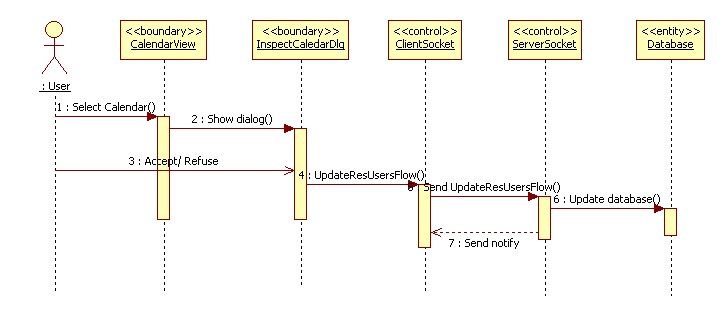 <<boundary>>
CalendarView
<<boundary>>
InspectCaledarDlg
<<control>>
ClientSocket
<<control>>
ServerSocket
<<entity>>
Database
: User
1 : Select Calendar()
2 : Show dialog()
3 : Accept/ Refuse
4 : UpdateResUsersFlow()
Send UpdateResUsersFlow()
6 : Update database()
7 : Send notify